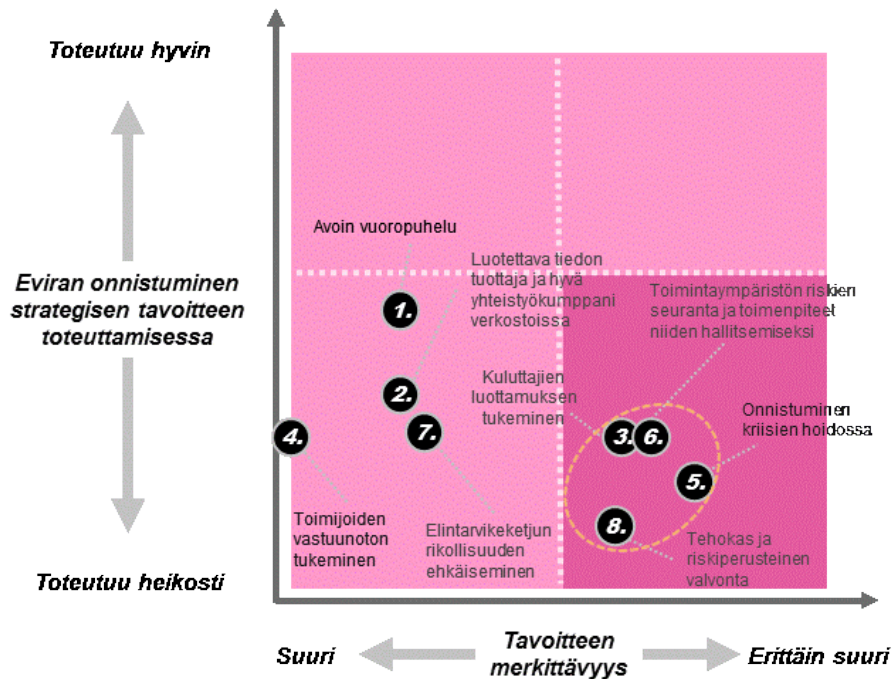 Toteutuu hyvin
Eviran onnistuminen
strategisen tavoitteen
toteuttamisessa
Toteutuu heikosti
Avoin vuoropuhelu
Luotettava tiedon
tuottaja ja hyvä
yhteistyökumppani
verkostoissa
Toimintaympäristön riskien
seuranta ja toimenpiteet
niiden hallitsemiseksi
Kuluttajien
luottamuksen
tukeminen
Onnistuminen
kriisien hoidossa
1.
2.
3.
6.
4.
7.
5.
8.
Toimijoiden
vastuunoton
tukeminen
Elintarvikeketjun
rikollisuuden
ehkäiseminen
Tehokas ja
riskiperusteinen
valvonta
Suuri
Tavoitteen
merkittävyys
Erittäin suuri